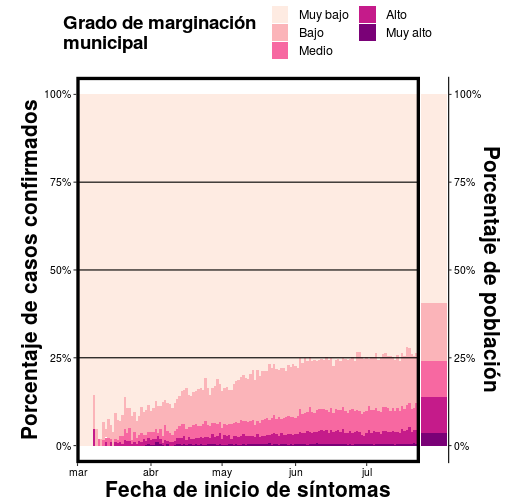 Grado de marginación
municipal
Muy bajo
Bajo
Medio
Alto
Muy alto
Porcentaje de casos confirmados
100%
75%
50%
25%
0%
100%
75%
50%
25%
0%
Porcentaje de población
mar
abr
may
jun
jul
Fecha de inicio de síntomas